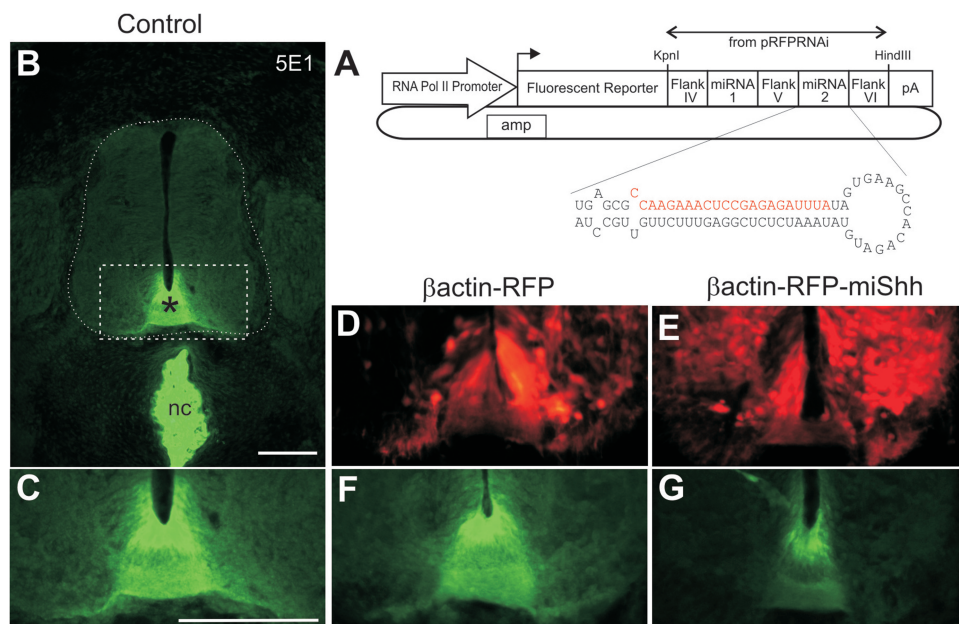 Control
B
5E1
A
from pRFPRNAi
KpnI
HindIII
RNA Pol II Promoter
Fluorescent Reporter
Flank IV
miRNA 1
Flank V
miRNA 2
Flank VI
pA
amp
UGAGCGCCAAGAAACUCCGAGAGAUUUAUAGUGAAGCCACAGAUGU
βactin-RFP
βactin-RFP-miShh
D
E
*
nc
C
F
G